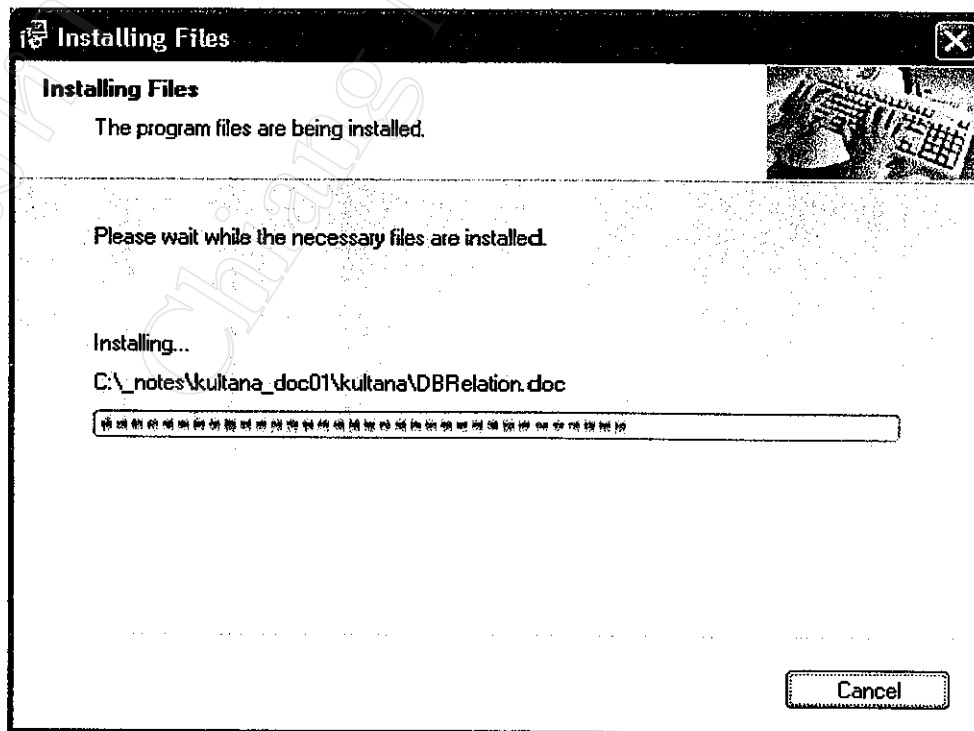 Installing Files
Installing Files
The program files are being installed.
Please wait while the necessary files are installed.
Installing...
C:\_notes\kultana_doc01\kultana\DBRelation.doc
Cancel
Chiang